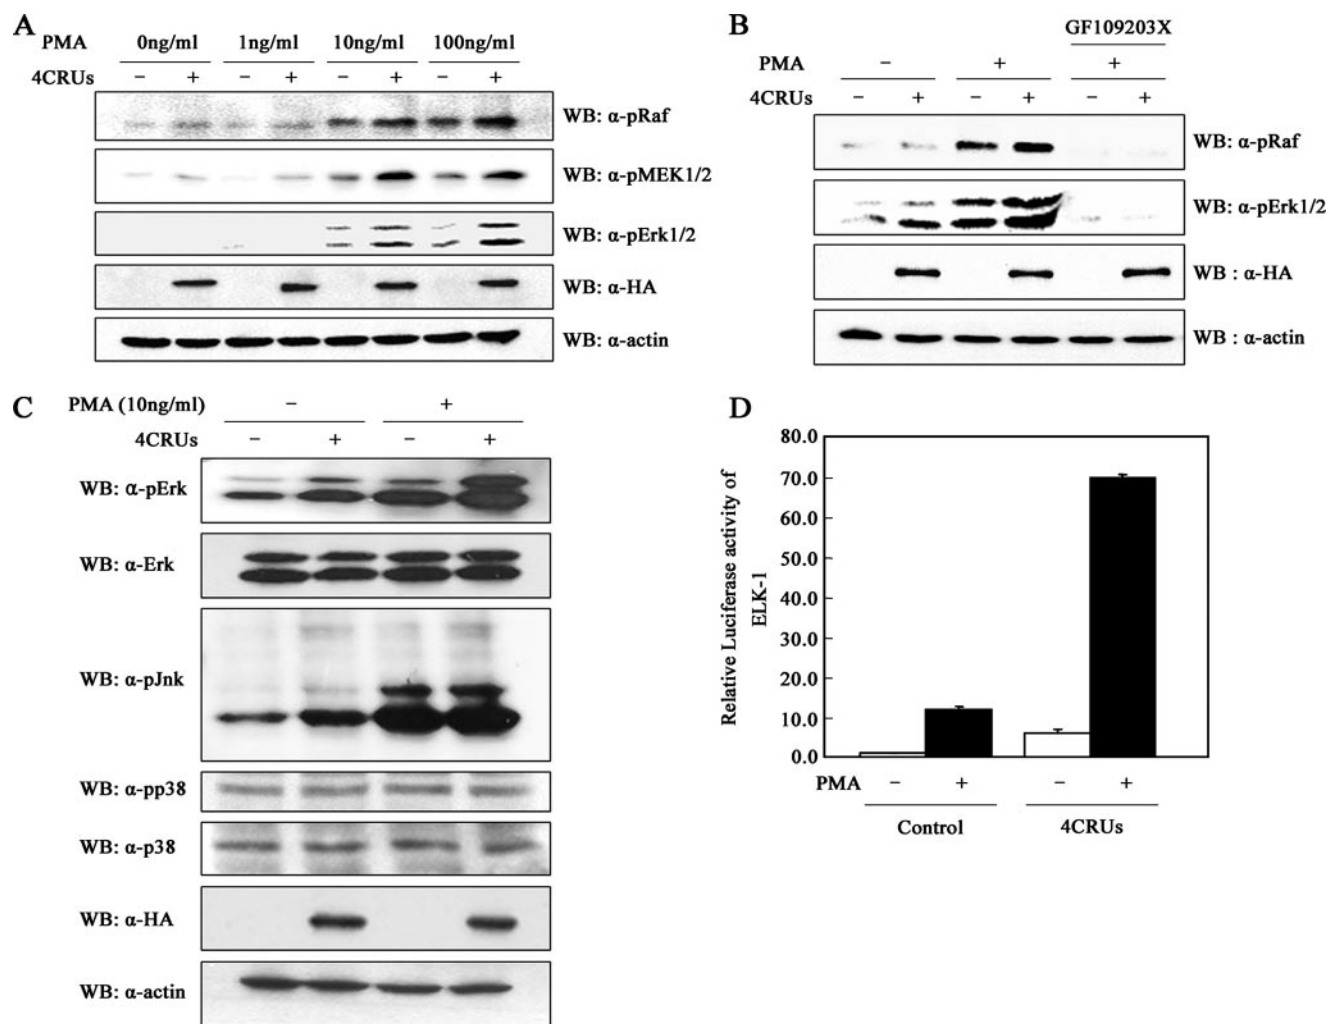 A
PMA 0ng/ml 1ng/ml 10ng/ml 100ng/ml
4CRUs − + − + − + − +
WB: α-pRaf
WB: α-pMEK1/2
WB: α-pErk1/2
WB: α-HA
WB: α-actin
B
GF109203X
PMA − + +
4CRUs − + − + − +
WB: α-pRaf
WB: α-pErk1/2
WB : α-HA
WB : α-actin
C
PMA (10ng/ml) − +
4CRUs − + − +
WB: α-pErk
WB: α-Erk
WB: α-pJnk
WB: α-pp38
WB: α-p38
WB: α-HA
WB: α-actin
D
Relative Luciferase activity of
ELK-1
80.0
70.0
60.0
50.0
40.0
30.0
20.0
10.0
0.0
PMA − + − +
Control 4CRUs